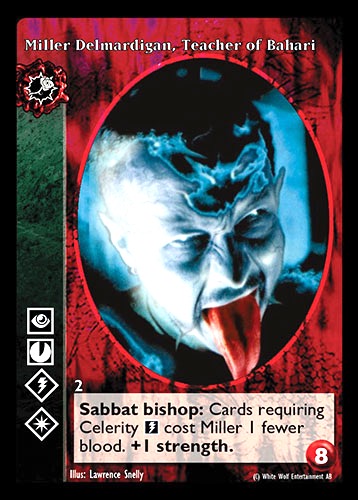 Miller Delmardigan, Teacher of Bahari
2
Sabbat bishop: Cards requiring
Celerity cost Miller 1 fewer
blood. +1 strength.
8
Illus: Lawrence Snelly
(C) White Wolf Entertainment AB